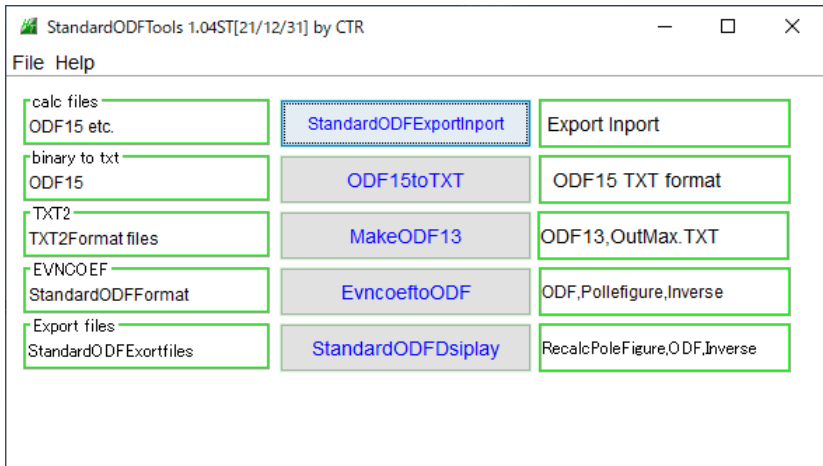 StandardODFTools 1.04ST[21/12/31] by CTR
File Help
calc files
ODF15 etc.
StandardODFExportInport
Export Inport
binary to txt
ODF15
ODF15toTXT
ODF15 TXT format
TXT2
TXT2Format files
MakeODF13
ODF13,OutMax.TXT
EVNCOEF
StandardODFFormat
EvncoeftoODF
ODF,Pollefigure,Inverse
Export files
StandardODFExortfiles
StandardODFDsiplay
RecalcPoleFigure,ODF,Inverse